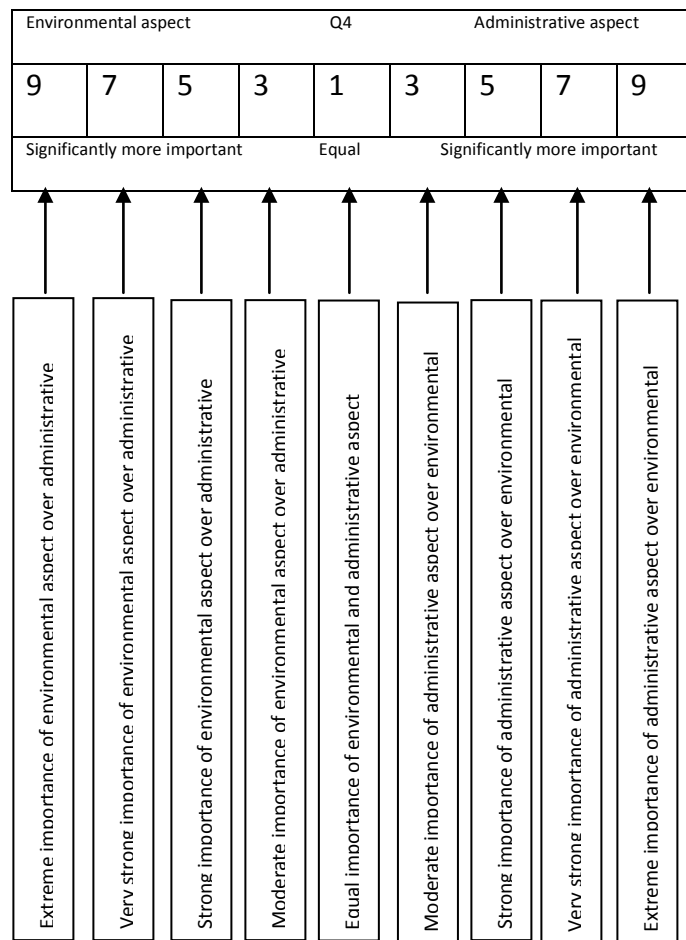 Environmental aspect Q4 Administrative aspect
9 7 5 3 1 3 5 7 9
Significantly more important Equal Significantly more important
Extreme importance of environmental aspect over administrative
Very strong importance of environmental aspect over administrative
Strong importance of environmental aspect over administrative
Moderate importance of environmental aspect over administrative
Equal importance of environmental and administrative aspect
Moderate importance of administrative aspect over environmental
Strong importance of administrative aspect over environmental
Very strong importance of administrative aspect over environmental
Extreme importance of administrative aspect over environmental